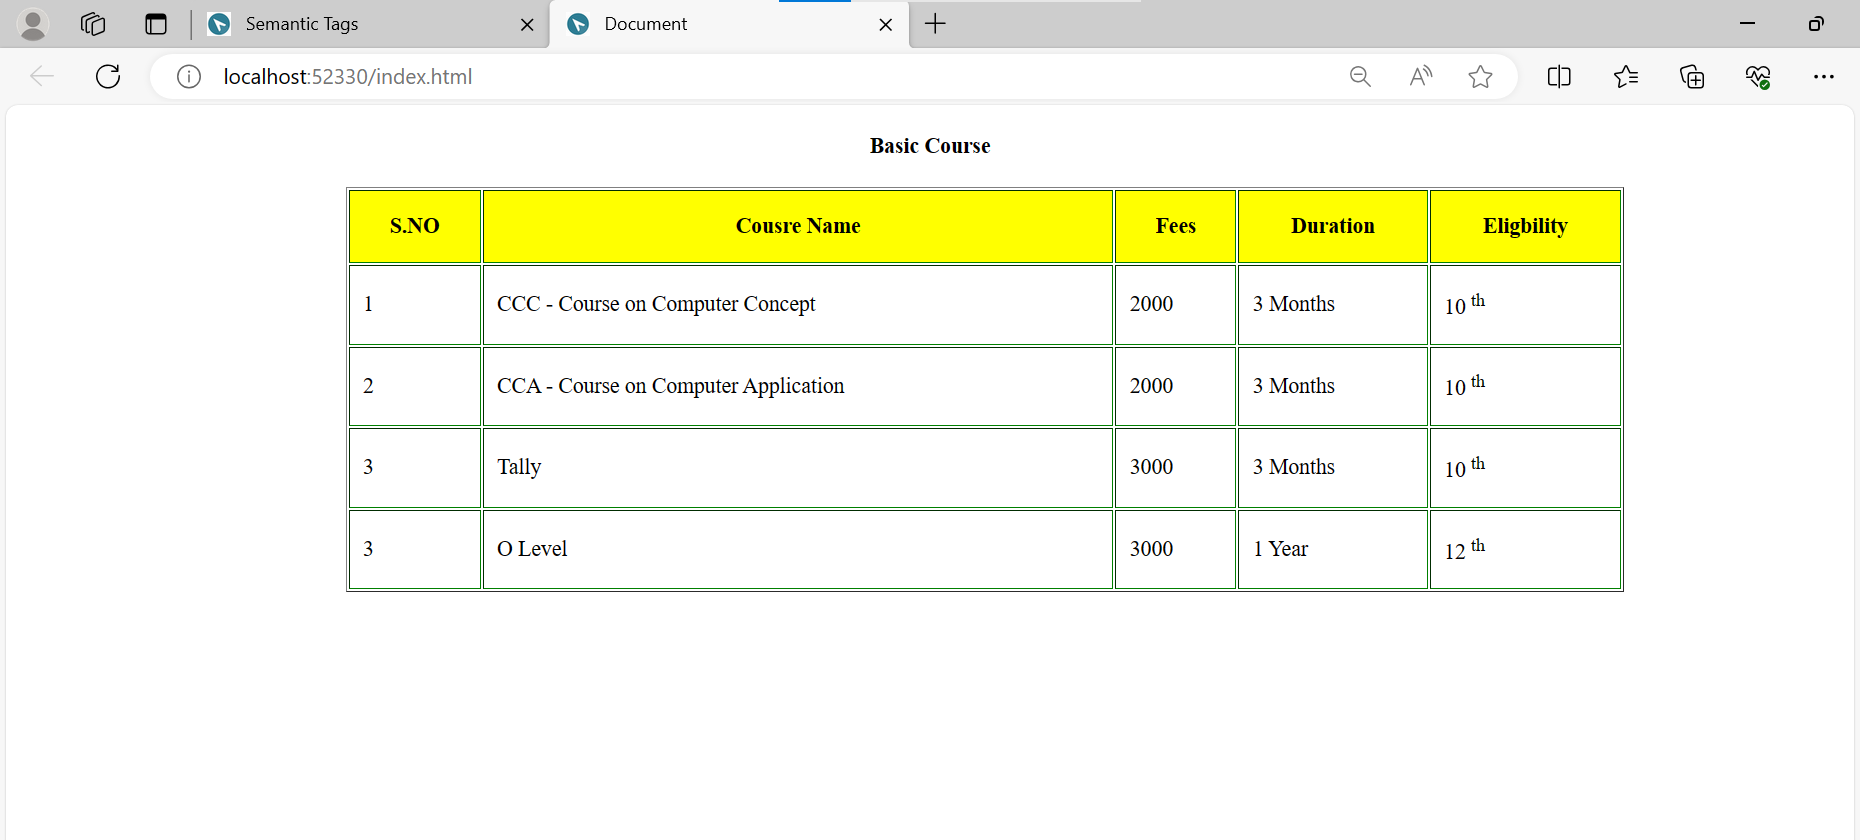 Semantic Tags
Document
localhost:52330/index.html
Basic Course
S.NO Cousre Name Fees Duration Eligbility
1 CCC - Course on Computer Concept 2000 3 Months 10 th
2 CCA - Course on Computer Application 2000 3 Months 10 th
3 Tally 3000 3 Months 10 th
3 O Level 3000 1 Year 12 th